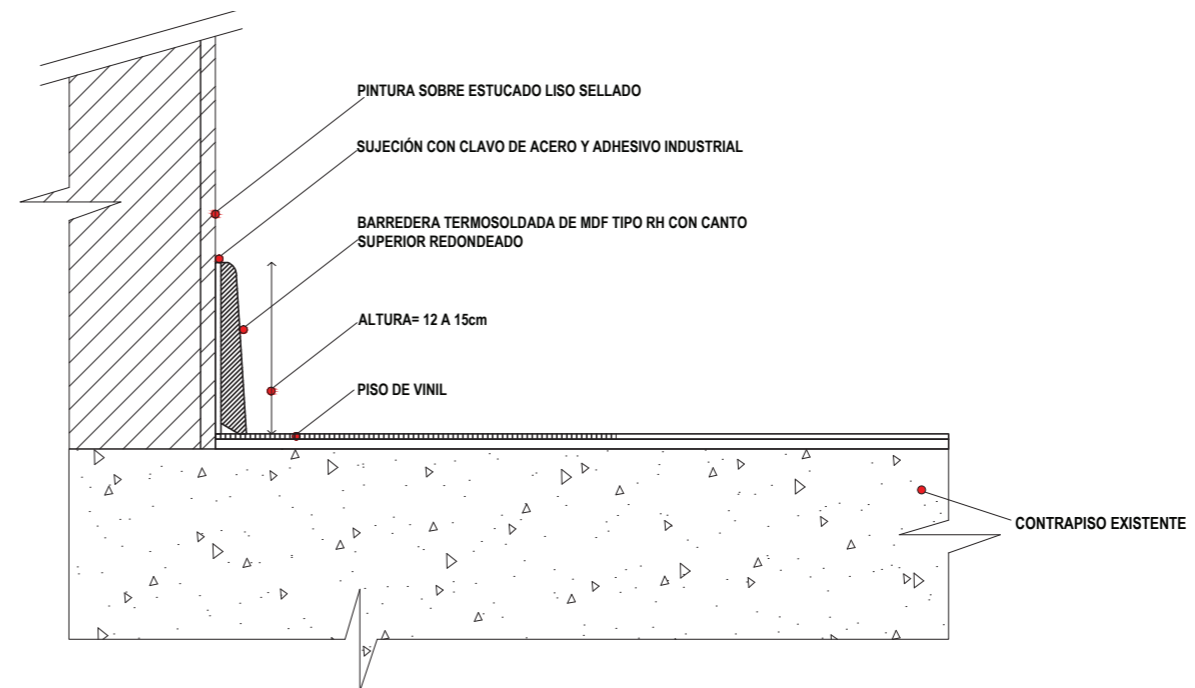 PINTURA SOBRE ESTUCADO LISO SELLADO
SUJECIÓN CON CLAVO DE ACERO Y ADHESIVO INDUSTRIAL
BARREDERA TERMOSOLDADA DE MDF TIPO RH CON CANTO
SUPERIOR REDONDEADO
ALTURA= 12 A 15cm
PISO DE VINIL
CONTRAPISO EXISTENTE